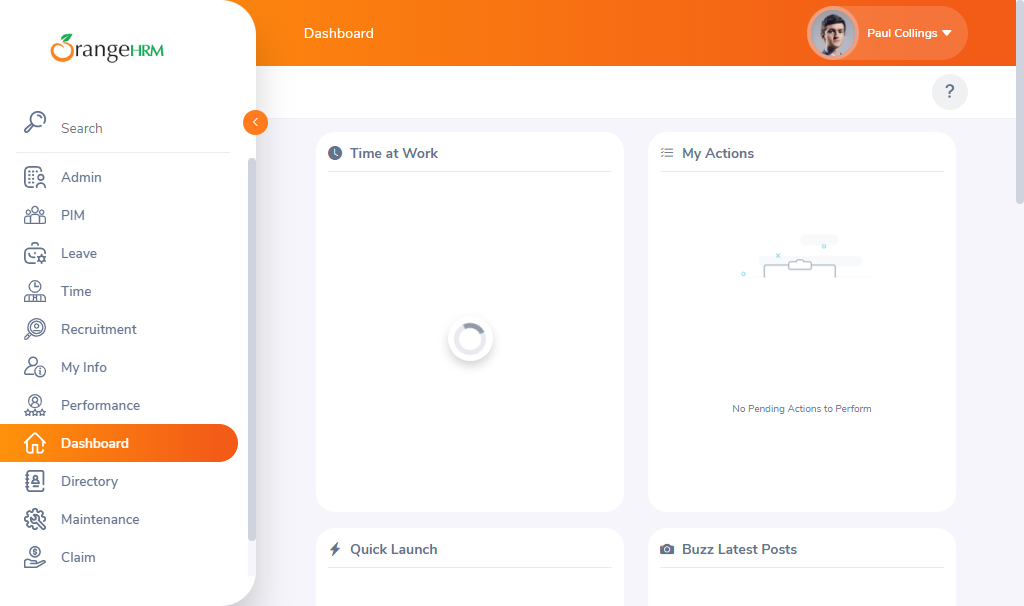 OrangeHRM
Dashboard
Paul Collings
Search
?
Admin
PIM
Leave
Time
Recruitment
My Info
Performance
Dashboard
Directory
Maintenance
Claim
Time at Work
My Actions
No Pending Actions to Perform
Quick Launch
Buzz Latest Posts